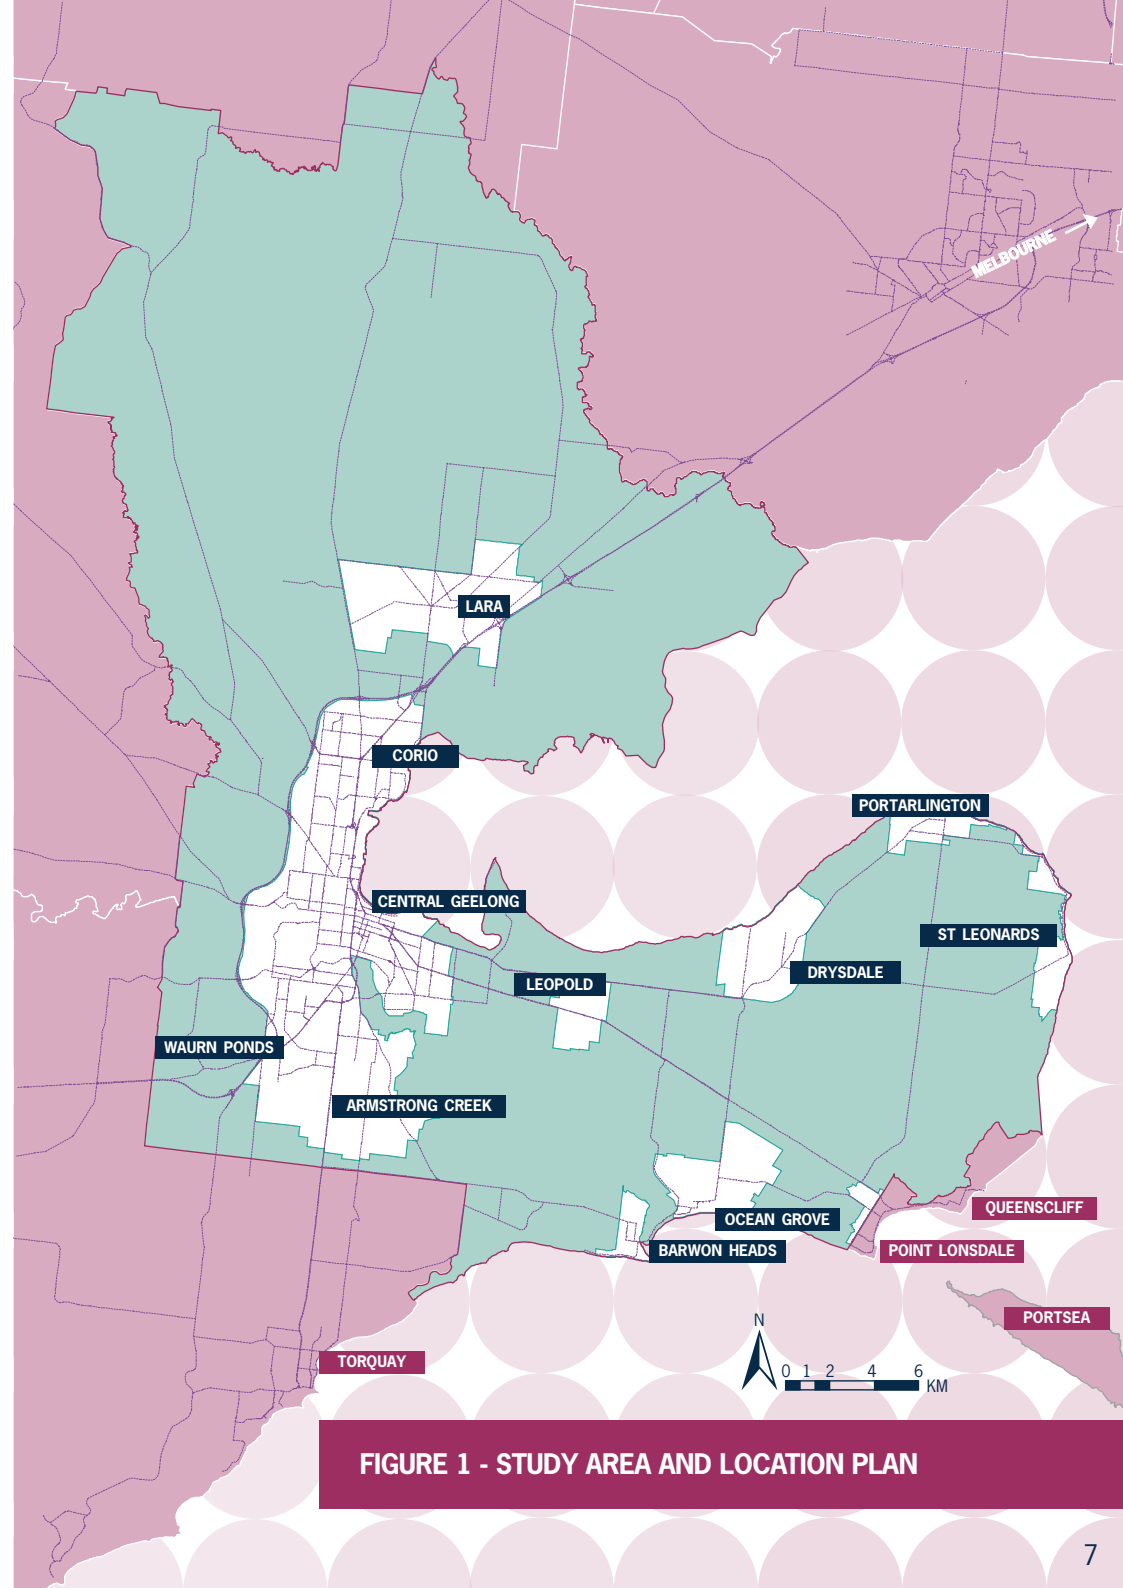 MELBOURNE
LARA
CORIO
PORTARLINGTON
CENTRAL GEELONG
ST LEONARDS
DRYSDALE
LEOPOLD
WAURN PONDS
ARMSTRONG CREEK
QUEENSCLIFF
OCEAN GROVE
BARWON HEADS
POINT LONSDALE
PORTSEA
N
TORQUAY
0 1 2 4 6
KM
FIGURE 1 - STUDY AREA AND LOCATION PLAN
7